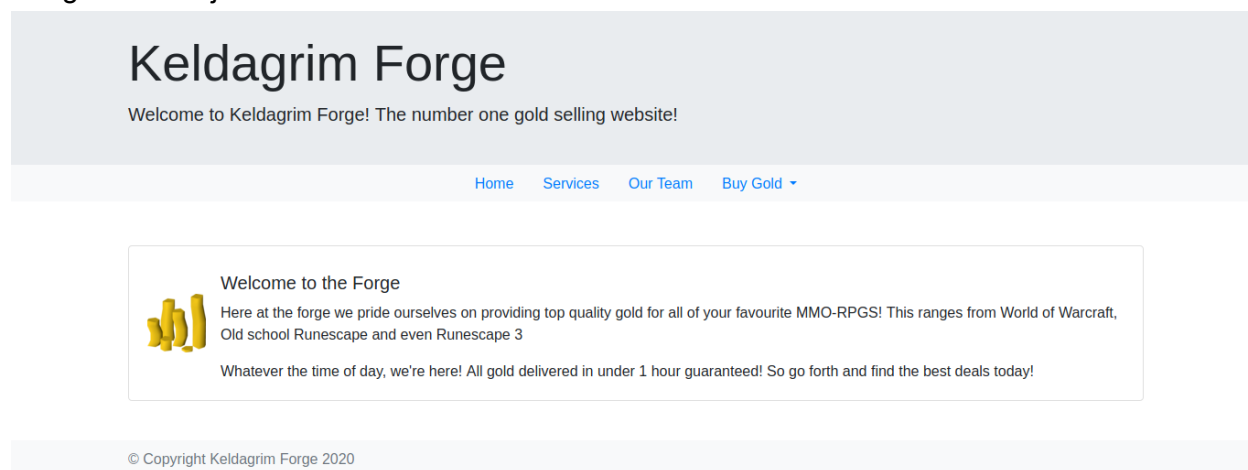 Keldagrim Forge
Welcome to Keldagrim Forge! The number one gold selling website!
Home Services Our Team Buy Gold
Welcome to the Forge
Here at the forge we pride ourselves on providing top quality gold for all of your favourite MMO-RPGS! This ranges from World of Warcraft,
Old school Runescape and even Runescape 3
Whatever the time of day, we're here! All gold delivered in under 1 hour guaranteed! So go forth and find the best deals today!
© Copyright Keldagrim Forge 2020